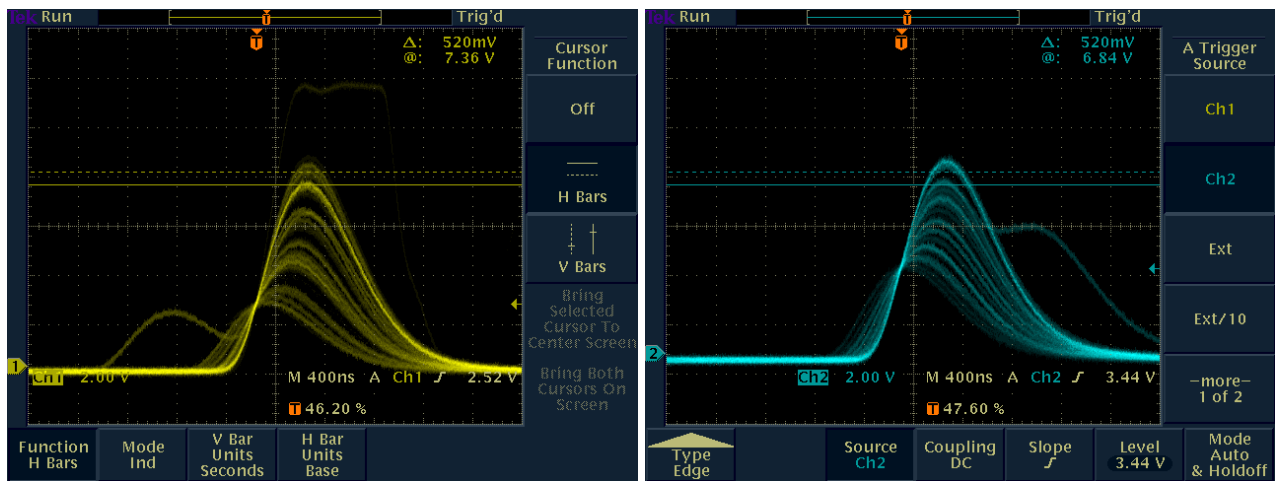 Tek Run Trig'd
Δ: 520mV
@: 7.36 V
Cursor
Function
Off
H Bars
V Bars
Bring
Selected
Cursor To
Center Screen
Bring Both
Cursors On
Screen
T
1
Ch1 2.00 V M 400ns A Ch1 2.52 V
T 46.20 %
Function
H Bars
Mode
Ind
V Bar
Units
Seconds
H Bar
Units
Base
Tek Run Trig'd
Δ: 520mV
@: 6.84 V
A Trigger
Source
Ch1
Ch2
Ext
Ext/10
-more-
1 of 2
T
2
Ch2 2.00 V M 400ns A Ch2 3.44 V
T 47.60 %
Type
Edge
Source
Ch2
Coupling
DC
Slope
Level
3.44 V
Mode
Auto
& Holdoff